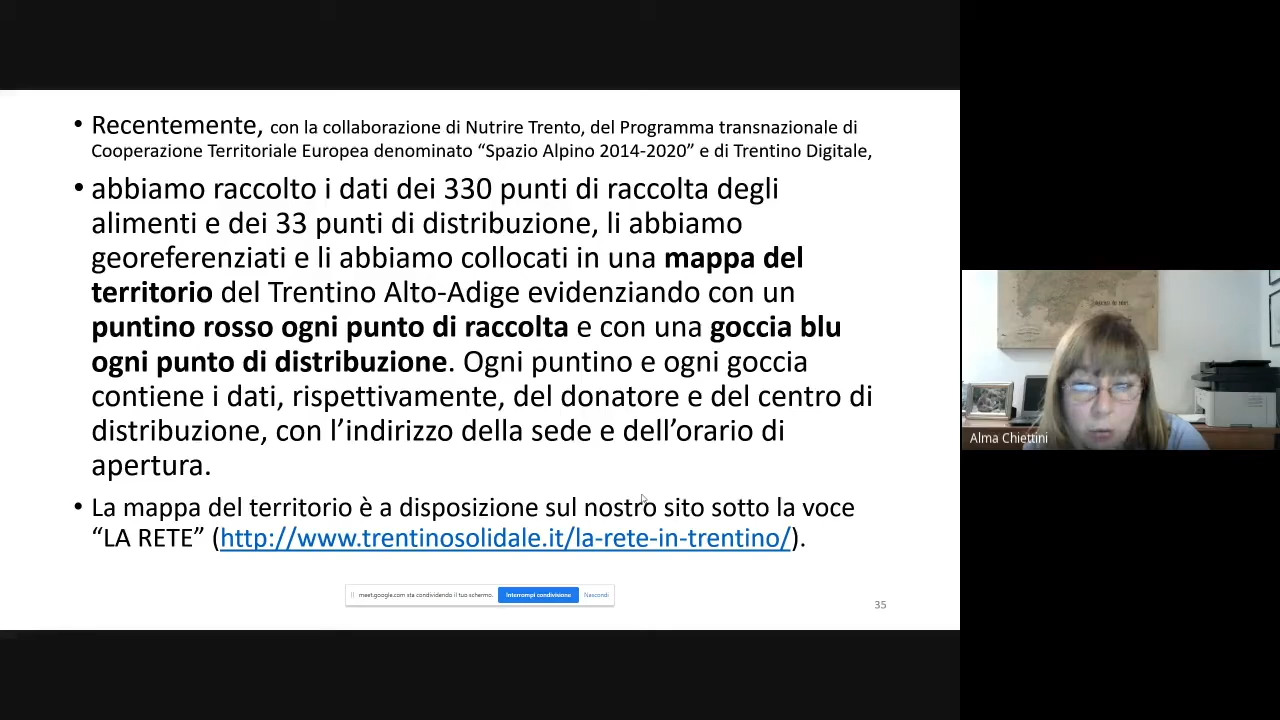 • Recentemente, con la collaborazione di Nutrire Trento, del Programma transnazionale di
Cooperazione Territoriale Europea denominato “Spazio Alpino 2014-2020” e di Trentino Digitale,
• abbiamo raccolto i dati dei 330 punti di raccolta degli
alimenti e dei 33 punti di distribuzione, li abbiamo
georeferenziati e li abbiamo collocati in una mappa del
territorio del Trentino Alto-Adige evidenziando con un
puntino rosso ogni punto di raccolta e con una goccia blu
ogni punto di distribuzione. Ogni puntino e ogni goccia
contiene i dati, rispettivamente, del donatore e del centro di
distribuzione, con l’indirizzo della sede e dell’orario di
apertura.
• La mappa del territorio è a disposizione sul nostro sito sotto la voce
“LA RETE” (http://www.trentinosolidale.it/la-rete-in-trentino/).
meet.google.com sta condividendo il tuo schermo. Interrompi condivisione Nascondi
35
Alma Chiettini